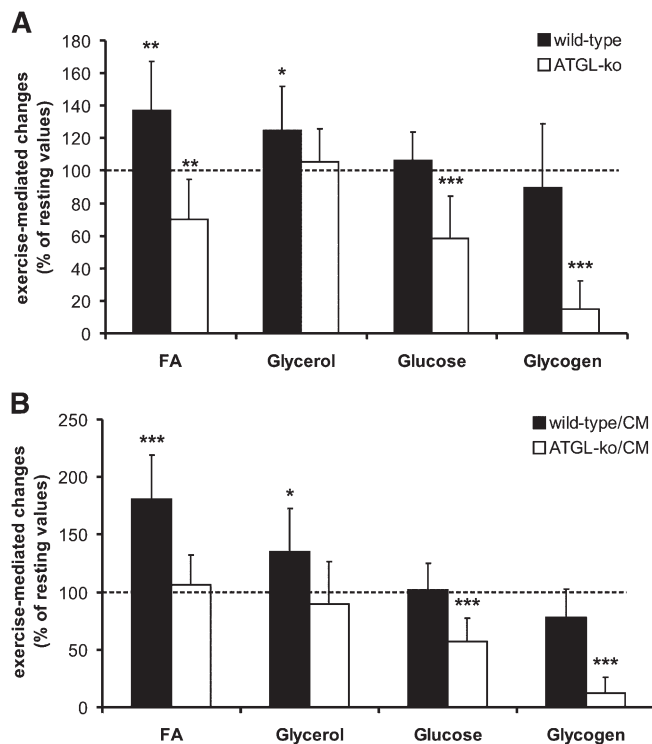 A
exercise-mediated changes
(% of resting values)
180
160
140
120
100
80
60
40
20
0
wild-type
ATGL-ko
**
**
*
***
***
FA Glycerol Glucose Glycogen
B
exercise-mediated changes
(% of resting values)
250
200
150
100
50
0
wild-type/CM
ATGL-ko/CM
***
*
***
***
FA Glycerol Glucose Glycogen